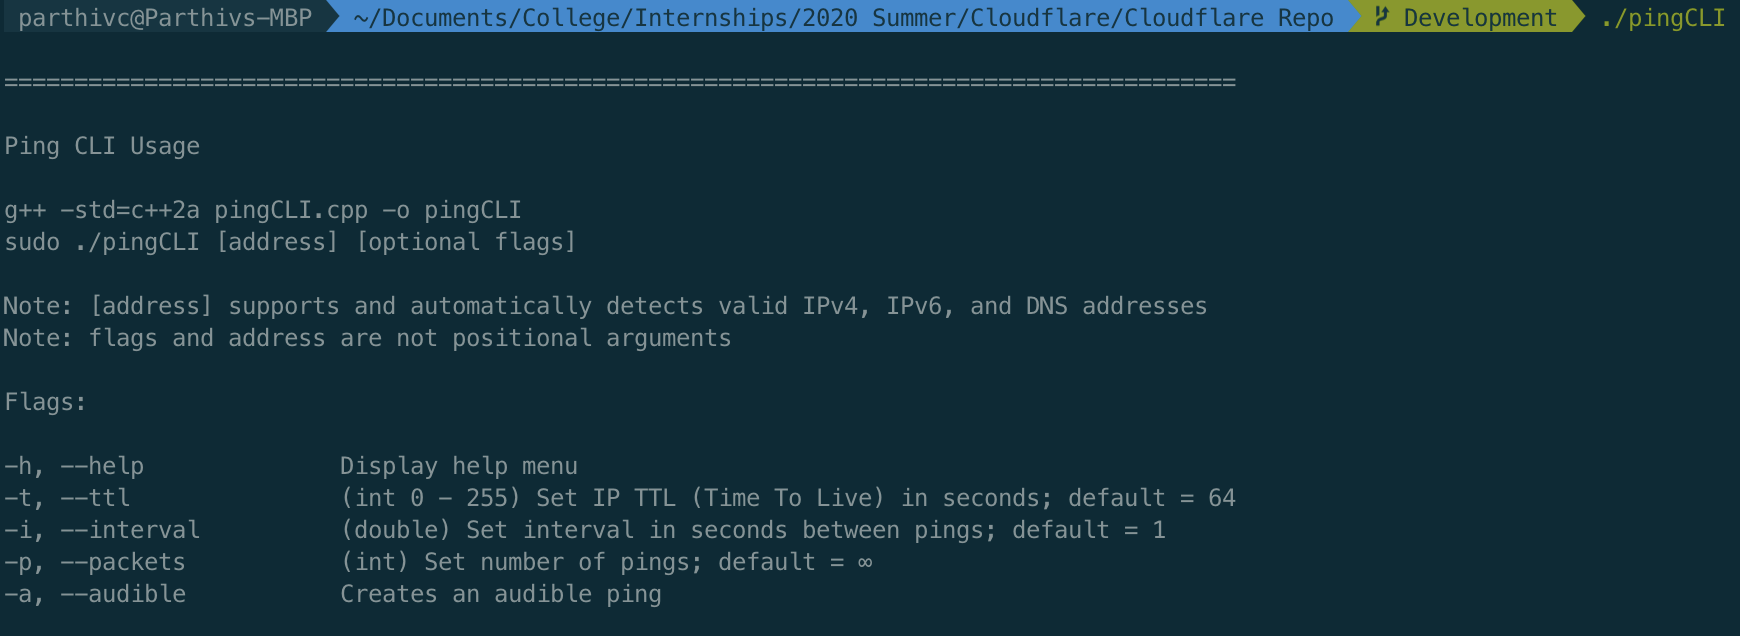 parthivc@Parthivs-MBP ~/Documents/College/Internships/2020 Summer/Cloudflare/Cloudflare Repo Development ./pingCLI
========================================================================================
Ping CLI Usage
g++ -std=c++2a pingCLI.cpp -o pingCLI
sudo ./pingCLI [address] [optional flags]
Note: [address] supports and automatically detects valid IPv4, IPv6, and DNS addresses
Note: flags and address are not positional arguments
Flags:
-h, --help Display help menu
-t, --ttl (int 0 - 255) Set IP TTL (Time To Live) in seconds; default = 64
-i, --interval (double) Set interval in seconds between pings; default = 1
-p, --packets (int) Set number of pings; default = ∞
-a, --audible Creates an audible ping